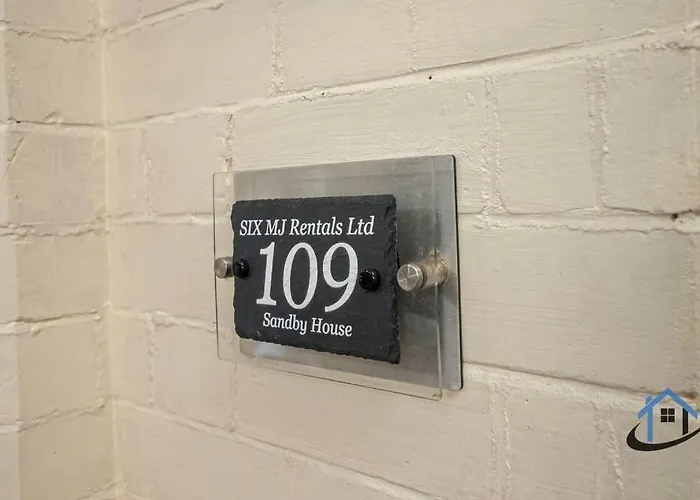 SIX MJ Rentals Ltd
109
Sandby House